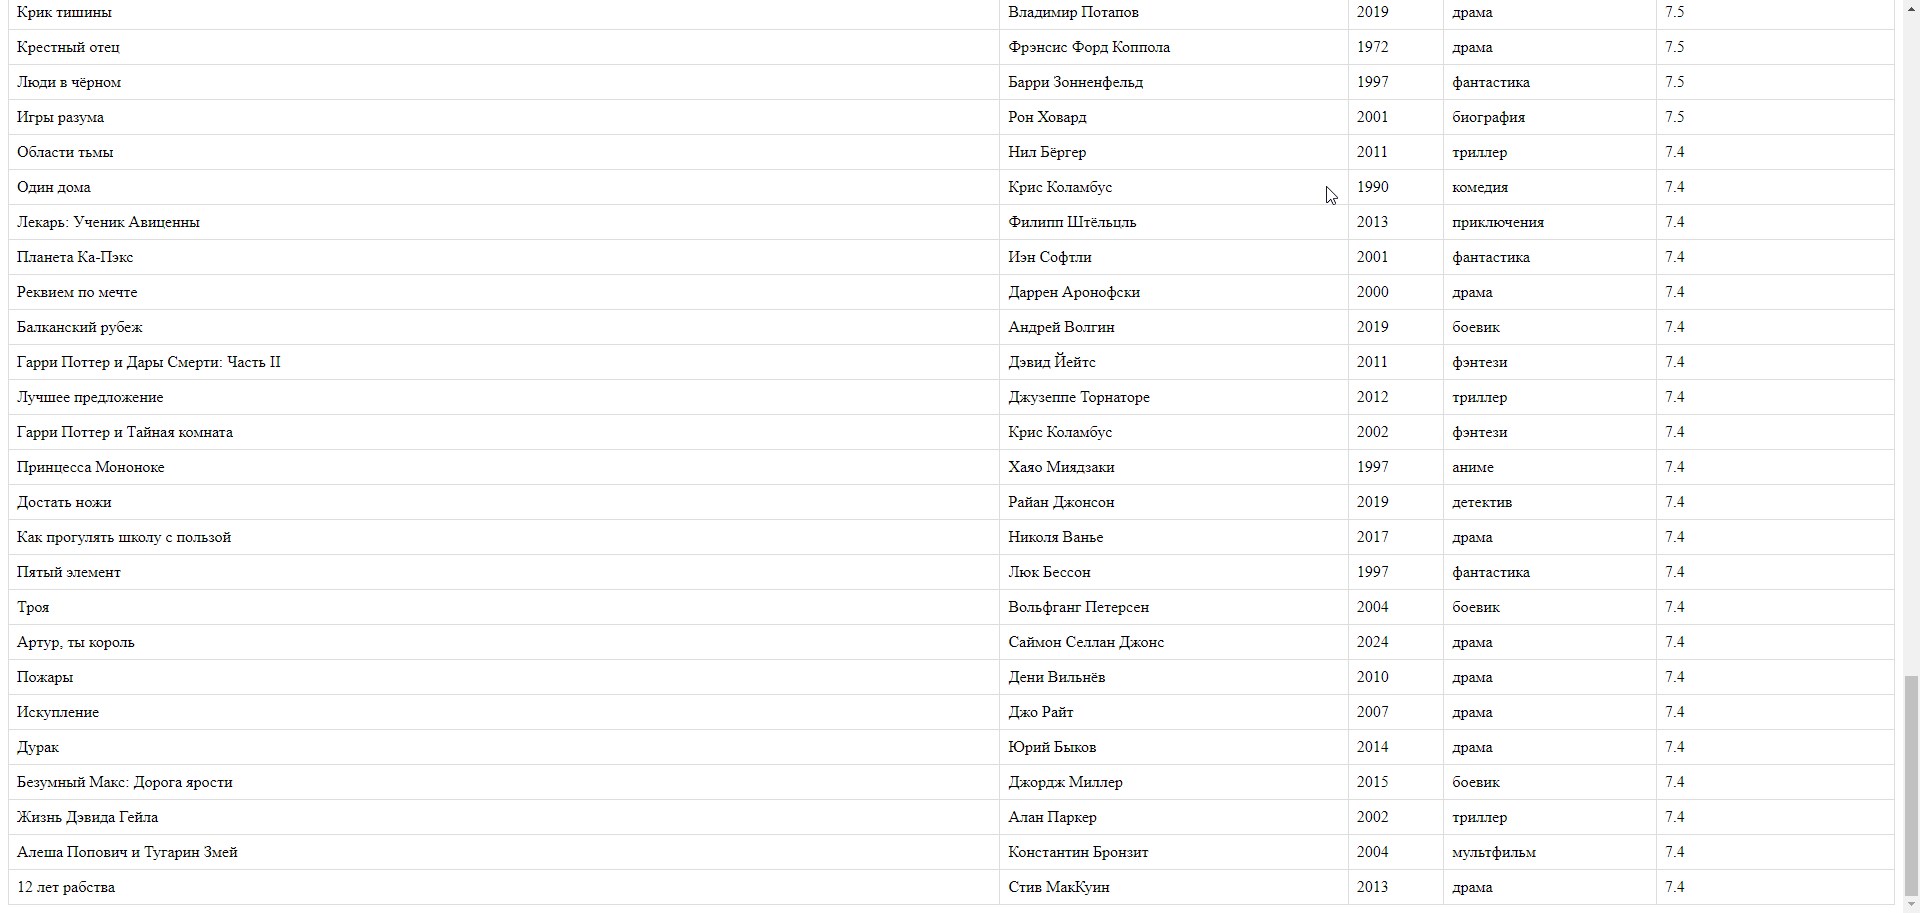 Крик тишины Владимир Потапов 2019 драма 7.5
Крестный отец Фрэнсис Форд Коппола 1972 драма 7.5
Люди в чёрном Барри Зонненфельд 1997 фантастика 7.5
Игры разума Рон Ховард 2001 биография 7.5
Области тьмы Нил Бёргер 2011 триллер 7.4
Один дома Крис Коламбус 1990 комедия 7.4
Лекарь: Ученик Авиценны Филипп Штёльцль 2013 приключения 7.4
Планета Ка-Пэкс Иэн Софтли 2001 фантастика 7.4
Реквием по мечте Даррен Аронофски 2000 драма 7.4
Балканский рубеж Андрей Волгин 2019 боевик 7.4
Гарри Поттер и Дары Смерти: Часть II Дэвид Йейтс 2011 фэнтези 7.4
Лучшее предложение Джузеппе Торнаторе 2012 триллер 7.4
Гарри Поттер и Тайная комната Крис Коламбус 2002 фэнтези 7.4
Принцесса Мононоке Хаяо Миядзаки 1997 аниме 7.4
Достать ножи Райан Джонсон 2019 детектив 7.4
Как прогулять школу с пользой Николя Ванье 2017 драма 7.4
Пятый элемент Люк Бессон 1997 фантастика 7.4
Троя Вольфганг Петерсен 2004 боевик 7.4
Артур, ты король Саймон Селлан Джонс 2024 драма 7.4
Пожары Дени Вильнёв 2010 драма 7.4
Искупление Джо Райт 2007 драма 7.4
Дурак Юрий Быков 2014 драма 7.4
Безумный Макс: Дорога ярости Джордж Миллер 2015 боевик 7.4
Жизнь Дэвида Гейла Алан Паркер 2002 триллер 7.4
Алеша Попович и Тугарин Змей Константин Бронзит 2004 мультфильм 7.4
12 лет рабства Стив МакКуин 2013 драма 7.4